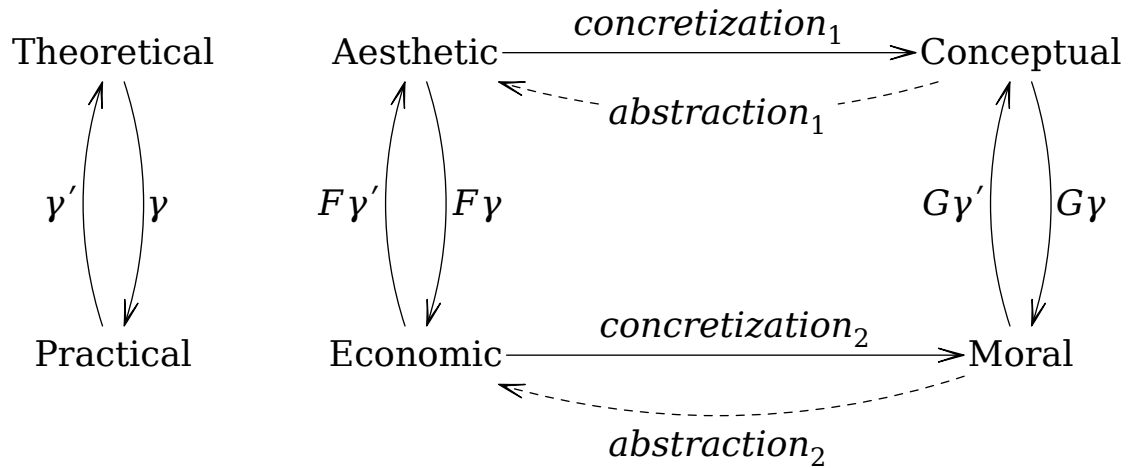 concretization₁
Theoretical Aesthetic Conceptual
abstraction₁
γ′ γ Fγ′ Fγ Gγ′ Gγ
concretization₂
Practical Economic Moral
abstraction₂